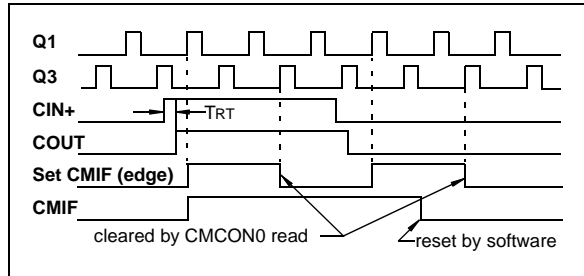 Q1
Q3
CIN+
TRT
COUT
Set CMIF (edge)
CMIF
cleared by CMCON0 read
reset by software